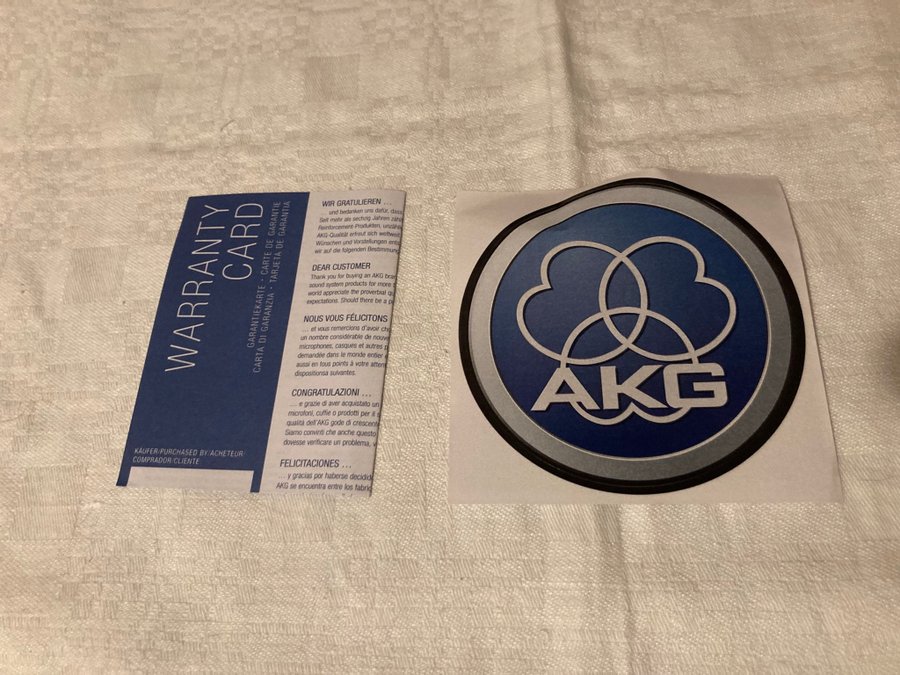 WARRANTY
CARD
GARANTIEKARTE · CARTE DE GARANTIE
CARTA DI GARANZIA · TARJETA DE GARANTIA
KÄUFER/PURCHASED BY/ACHETEUR:
COMPRADOR/CLIENTE
WIR GRATULIEREN ...
... und bedanken uns dafür, dass
Seit mehr als sechzig Jahren
Reinforcement-Produkten,
AKG-Qualität erfreut sich weltweit
Wünschen und Vorstellungen
wir auf die folgenden
DEAR CUSTOMER
Thank you for buying an AKG
sound system products for more
world appreciate the proverbial
expectations. Should there be a
NOUS VOUS FÉLICITONS
... et vous remercions d'avoir
un nombre considérable de
microphones, casques et autres
demandée dans le monde entier
aussi en tous points à votre
dispositions suivantes.
CONGRATULAZIONI ...
... e grazie di aver acquistato un
microfoni, cuffie o prodotti per il
qualità dell'AKG gode di
Siamo convinti che anche questo
dovesse verificare un problema,
FELICITACIONES ...
... y gracias por haberse
AKG se encuentra entre los
AKG